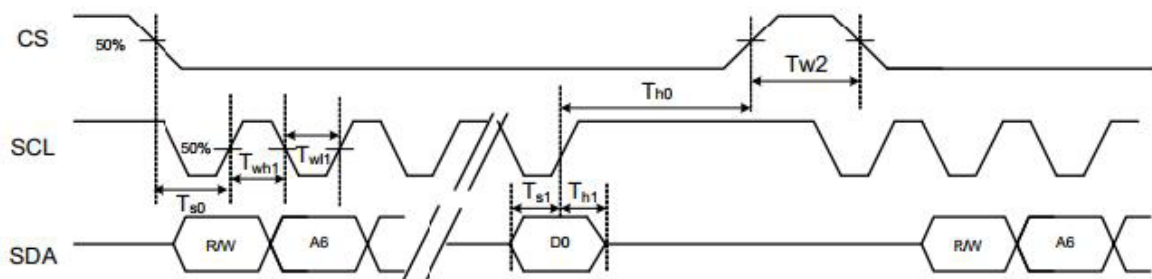 CS
50%
Tw2
Th0
SCL
50%
Twh1
Twl1
Ts0
Ts1
Th1
SDA
R/W
A6
D0
R/W
A6